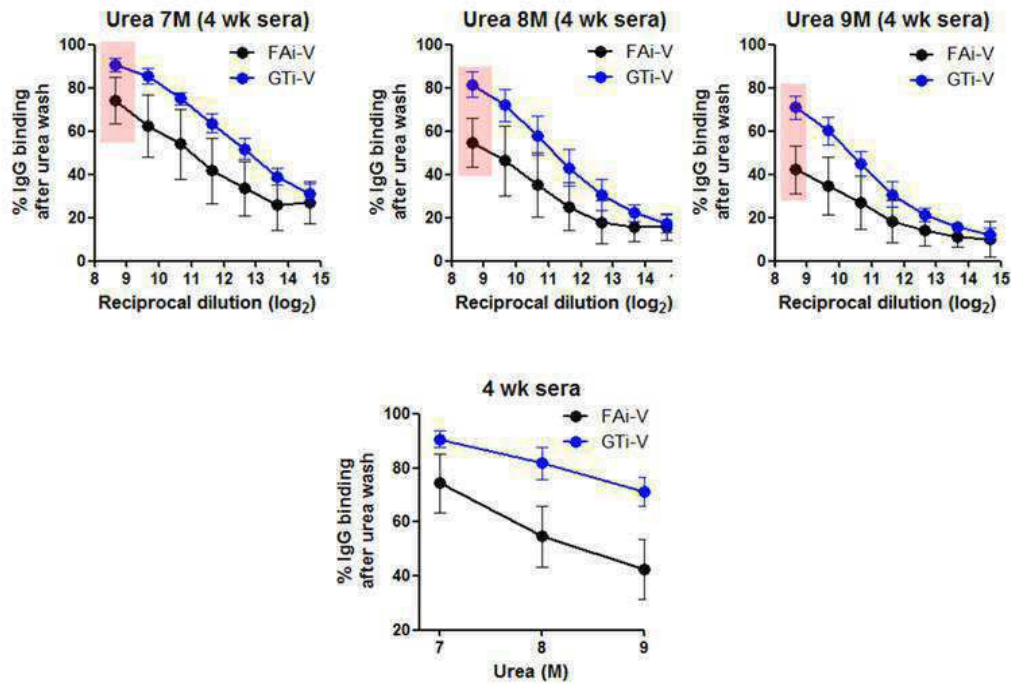 Urea 7M (4 wk sera)
100
80
60
40
20
0
% IgG binding
after urea wash
FAi-V
GTi-V
8 9 10 11 12 13 14 15
Reciprocal dilution (log2)
Urea 8M (4 wk sera)
100
80
60
40
20
0
% IgG binding
after urea wash
FAi-V
GTi-V
8 9 10 11 12 13 14
Reciprocal dilution (log2)
Urea 9M (4 wk sera)
100
80
60
40
20
0
% IgG binding
after urea wash
FAi-V
GTi-V
8 9 10 11 12 13 14 15
Reciprocal dilution (log2)
4 wk sera
100
80
60
40
20
% IgG binding
after urea wash
FAi-V
GTi-V
7 8 9
Urea (M)